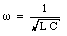 ω = 1/√(L C)